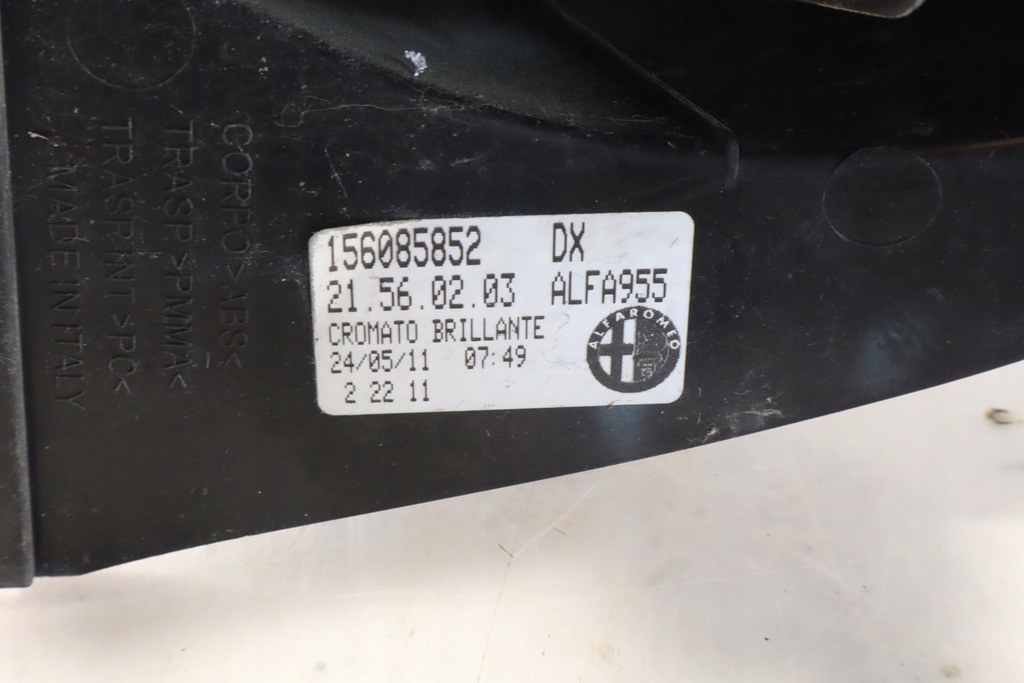 156085852 DX
21.56.02.03 ALFA955
CROMATO BRILLANTE
24/05/11 07:49
2 22 11
ALFA ROMEO
CORPO >ABS<
TRASP >PMMA<
TRASP INT >PC<
MADE IN ITALY